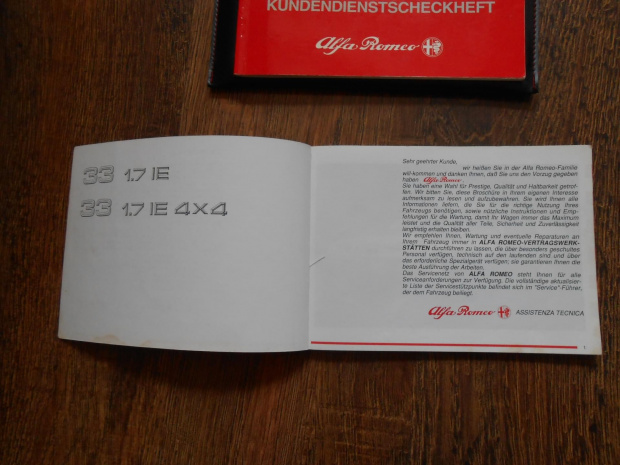 KUNDENDIENSTSCHECKHEFT
Alfa Romeo
33 1.7 IE
33 1.7 IE 4X4
Sehr geehrter Kunde,
wir heißen Sie in der Alfa Romeo-Familie
will-kommen und danken Ihnen, daß Sie uns den Vorzug gegeben
haben Alfa Romeo
Sie haben eine Wahl für Prestige, Qualität und Haltbarkeit getrof-
fen. Wir bitten Sie, diese Broschüre in Ihrem eigenen Interesse
aufmerksam zu lesen und aufzubewahren; Sie wird Ihnen alle
Informationen liefern, die Sie für die richtige Nutzung Ihres
Fahrzeugs benötigen, sowie nützliche Instruktionen und Emp-
fehlungen für die Wartung, damit Ihr Wagen immer das Maximum
leistet und die Qualität aller Teile, Sicherheit und Zuverlässigkeit
langfristig erhalten bleiben.
Wir empfehlen Ihnen, Wartung und eventuelle Reparaturen an
Ihrem Fahrzeug immer in ALFA ROMEO-VERTRAGSWERK-
STÄTTEN durchführen zu lassen, die über besonders geschultes
Personal verfügen, technisch auf den laufenden sind und über
das erforderliche Spezialgerät verfügen; sie garantieren Ihnen die
beste Ausführung der Arbeiten.
Das Servicenetz von ALFA ROMEO steht Ihnen für alle
Serviceanforderungen zur Verfügung. Die vollständige aktualisier-
te Liste der Servicestützpunkte befindet sich im "Service"-Führer,
der dem Fahrzeug beiliegt.
Alfa Romeo ASSISTENZA TECNICA
1